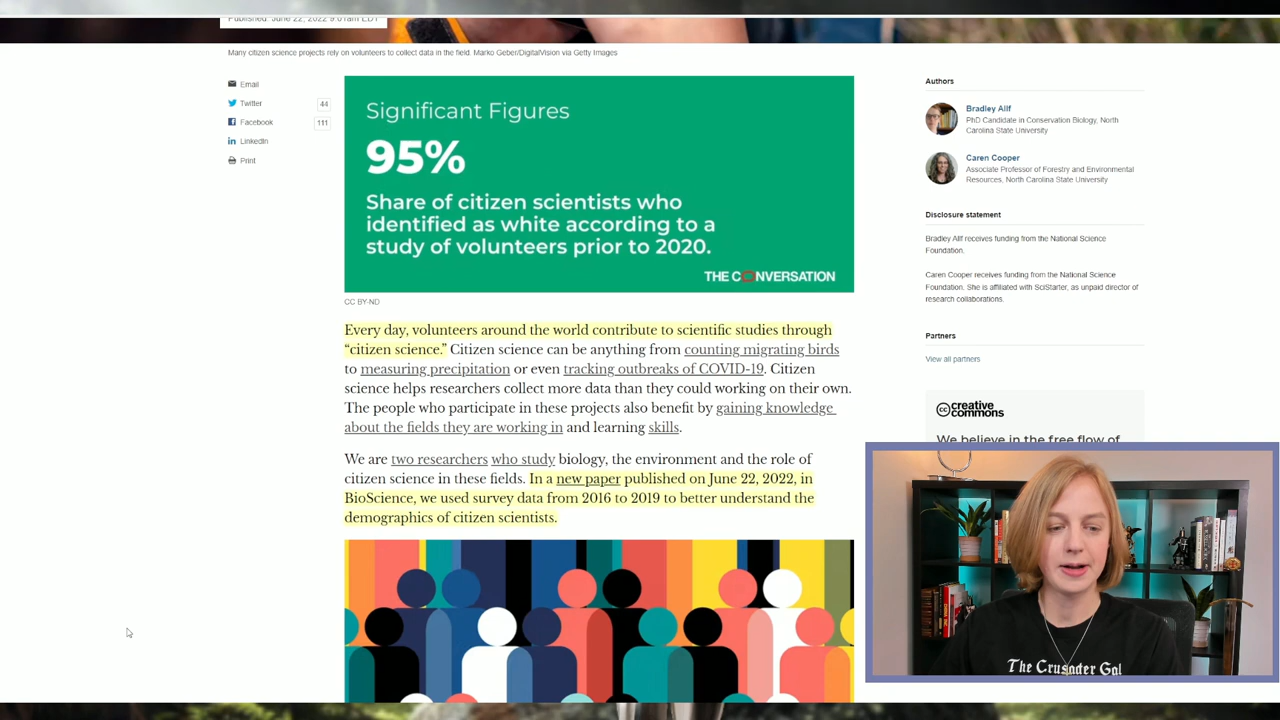 Published: June 22, 2022 9.01am EDT
Many citizen science projects rely on volunteers to collect data in the field. Marko Geber/DigitalVision via Getty Images
Email
Twitter
44
Facebook
111
LinkedIn
Print
Significant Figures
95%
Share of citizen scientists who
identified as white according to a
study of volunteers prior to 2020.
THE CONVERSATION
CC BY-ND
Every day, volunteers around the world contribute to scientific studies through
“citizen science.” Citizen science can be anything from counting migrating birds
to measuring precipitation or even tracking outbreaks of COVID-19. Citizen
science helps researchers collect more data than they could working on their own.
The people who participate in these projects also benefit by gaining knowledge
about the fields they are working in and learning skills.
We are two researchers who study biology, the environment and the role of
citizen science in these fields. In a new paper published on June 22, 2022, in
BioScience, we used survey data from 2016 to 2019 to better understand the
demographics of citizen scientists.
Authors
Bradley Allf
PhD Candidate in Conservation Biology, North
Carolina State University
Caren Cooper
Associate Professor of Forestry and Environmental
Resources, North Carolina State University
Disclosure statement
Bradley Allf receives funding from the National Science
Foundation.
Caren Cooper receives funding from the National Science
Foundation. She is affiliated with SciStarter, as unpaid director of
research collaborations.
Partners
View all partners
cc creative
commons
We believe in the free flow of
The Crusader Gal